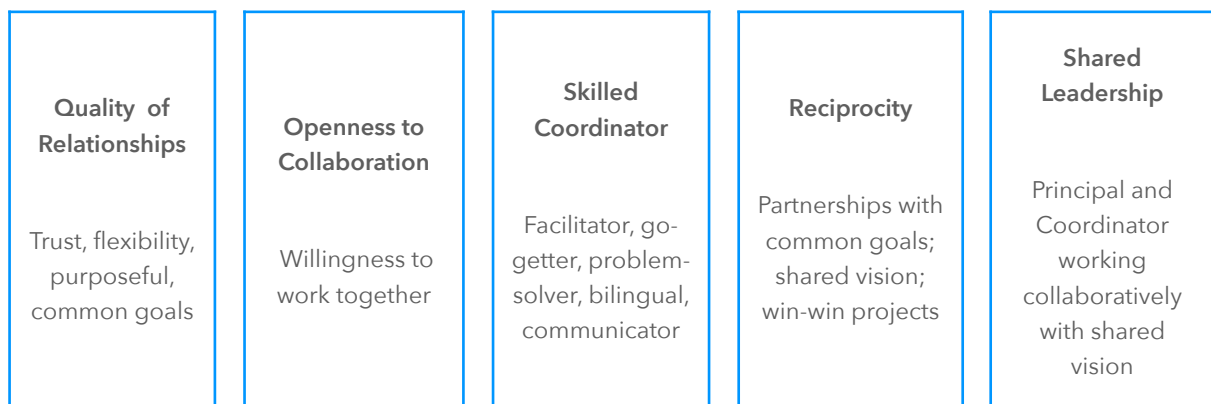 Quality of
Relationships
Trust, flexibility,
purposeful,
common goals
Openness to
Collaboration
Willingness to
work together
Skilled
Coordinator
Facilitator, go-
getter, problem-
solver, bilingual,
communicator
Reciprocity
Partnerships with
common goals;
shared vision;
win-win projects
Shared
Leadership
Principal and
Coordinator
working
collaboratively
with shared
vision